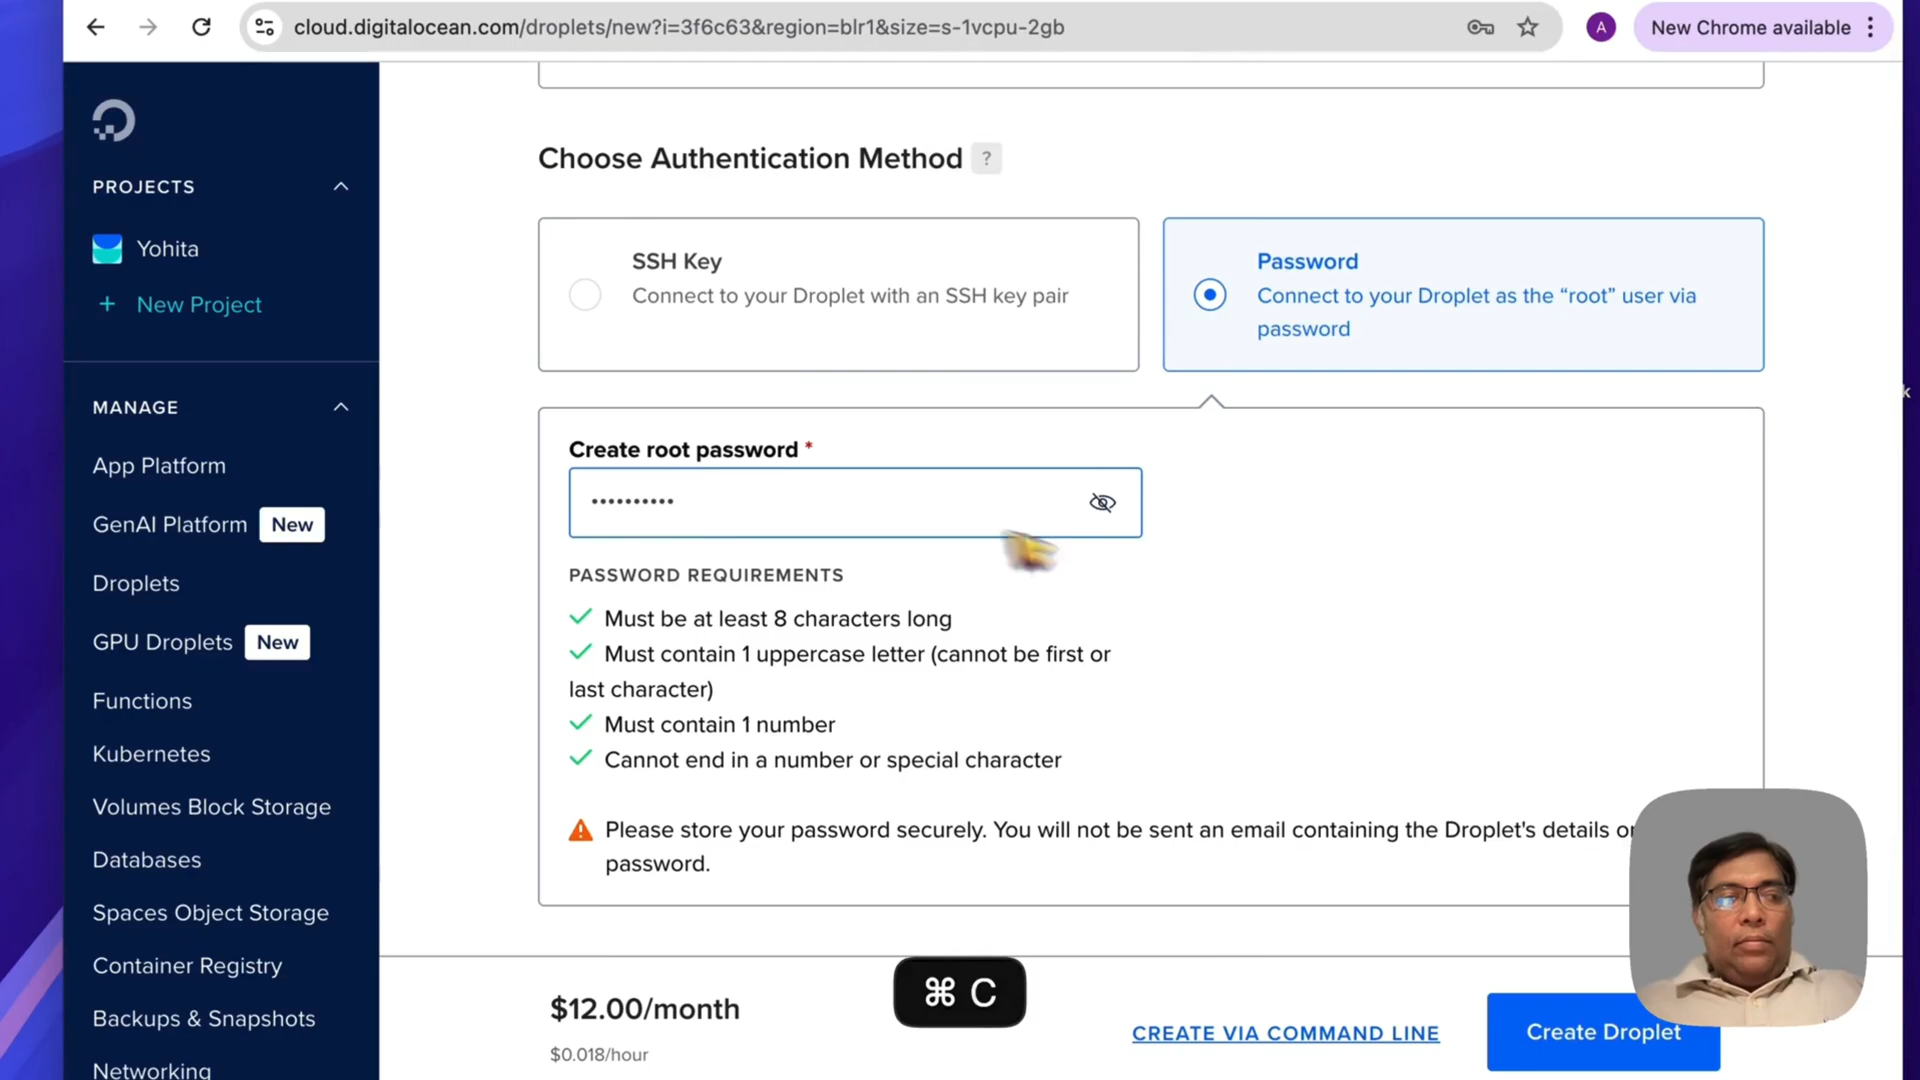 cloud.digitalocean.com/droplets/new?i=3f6c63&region=blr1&size=s-1vcpu-2gb
A
New Chrome available
PROJECTS
Yohita
+ New Project
MANAGE
App Platform
GenAI Platform New
Droplets
GPU Droplets New
Functions
Kubernetes
Volumes Block Storage
Databases
Spaces Object Storage
Container Registry
Backups & Snapshots
Networking
Choose Authentication Method ?
SSH Key
Connect to your Droplet with an SSH key pair
Password
Connect to your Droplet as the “root” user via
password
Create root password *
••••••••••
PASSWORD REQUIREMENTS
Must be at least 8 characters long
Must contain 1 uppercase letter (cannot be first or
last character)
Must contain 1 number
Cannot end in a number or special character
Please store your password securely. You will not be sent an email containing the Droplet's details or
password.
$12.00/month
$0.018/hour
⌘ C
CREATE VIA COMMAND LINE
Create Droplet
k